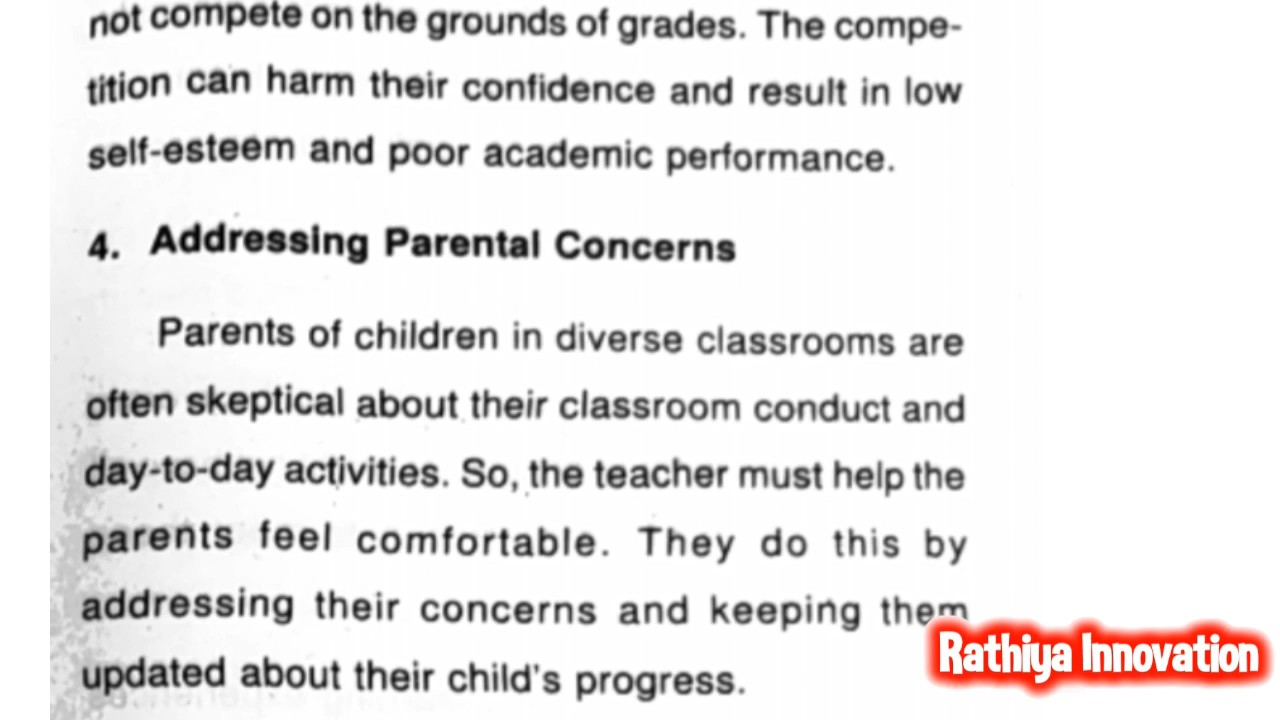 not compete on the grounds of grades. The compe-
tition can harm their confidence and result in low
self-esteem and poor academic performance.
4. Addressing Parental Concerns
Parents of children in diverse classrooms are
often skeptical about their classroom conduct and
day-to-day activities. So, the teacher must help the
parents feel comfortable. They do this by
addressing their concerns and keeping them
updated about their child's progress.
Rathiya Innovation